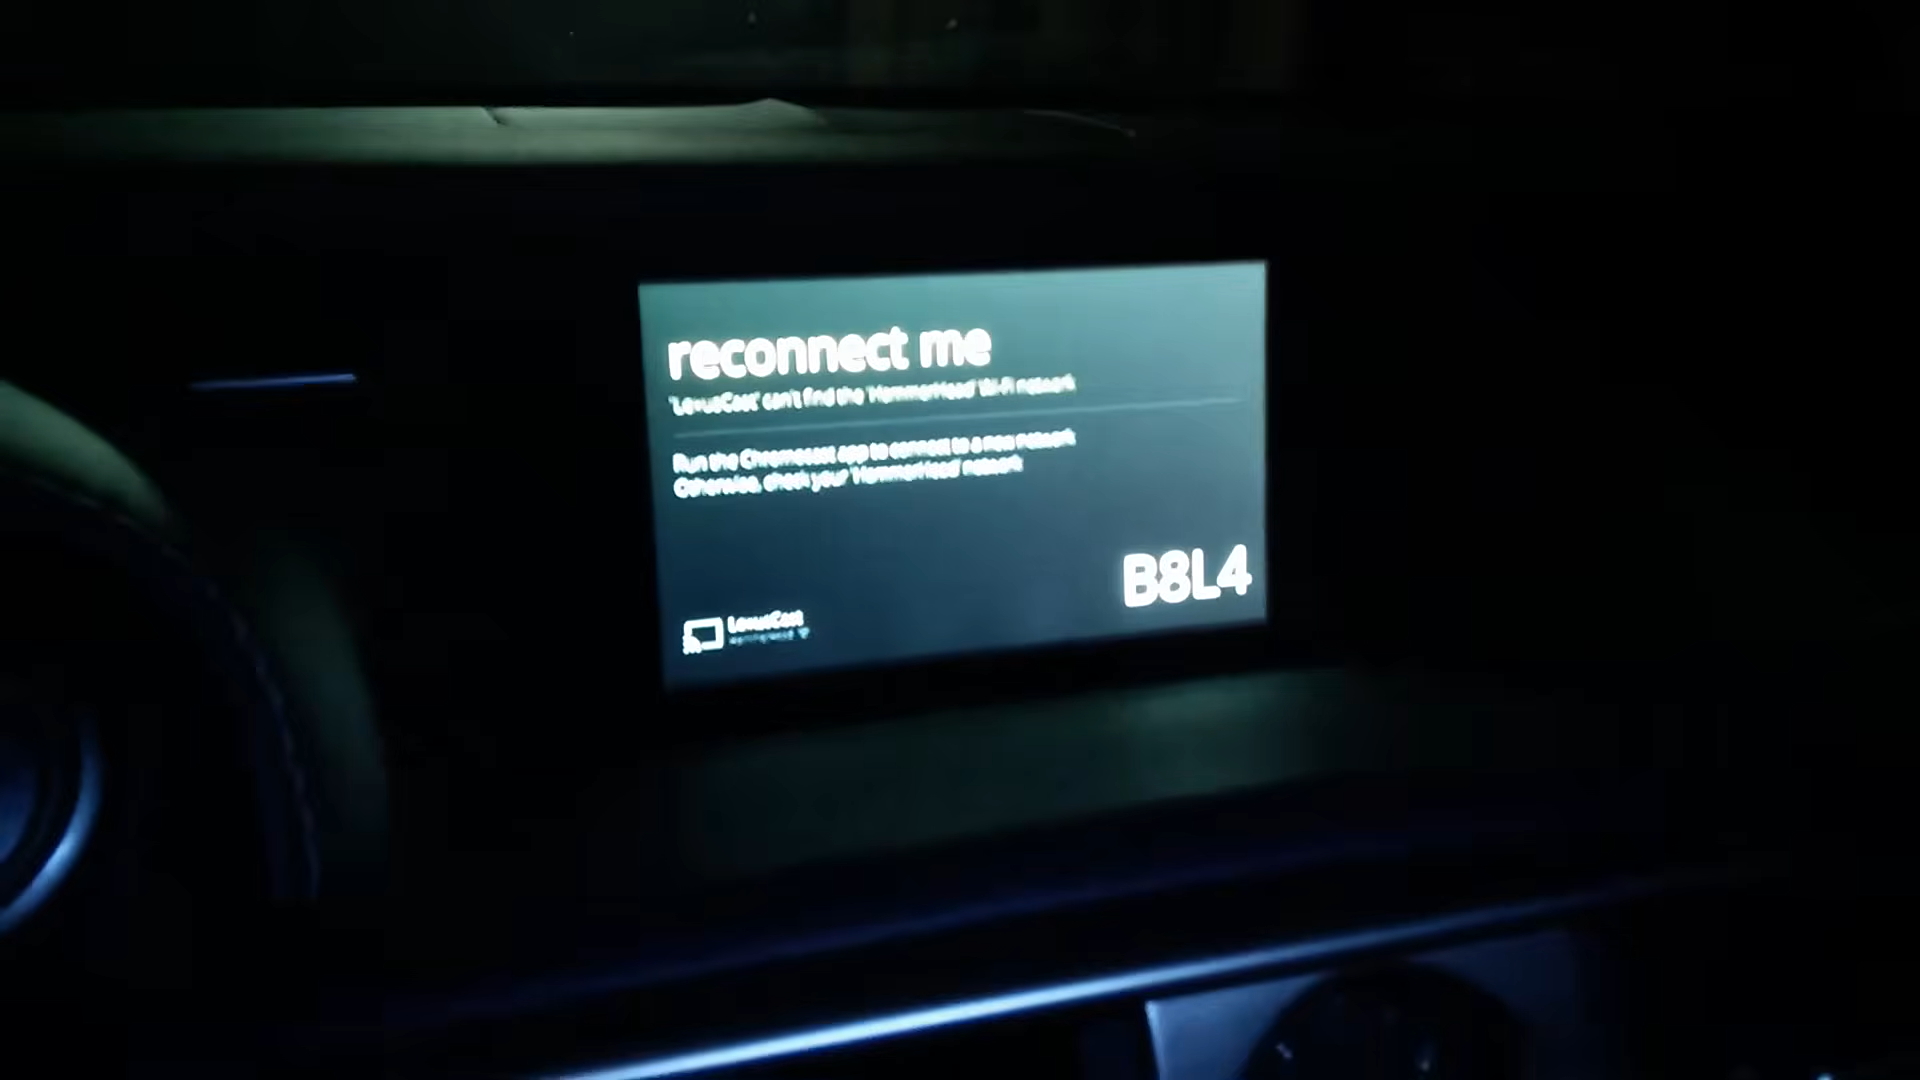 reconnect me
'LexusCast' can't find the 'HammerHead' Wi-Fi network
Run the Chromecast app to connect to a new network
Otherwise, check your 'HammerHead' network
B8L4
LexusCast